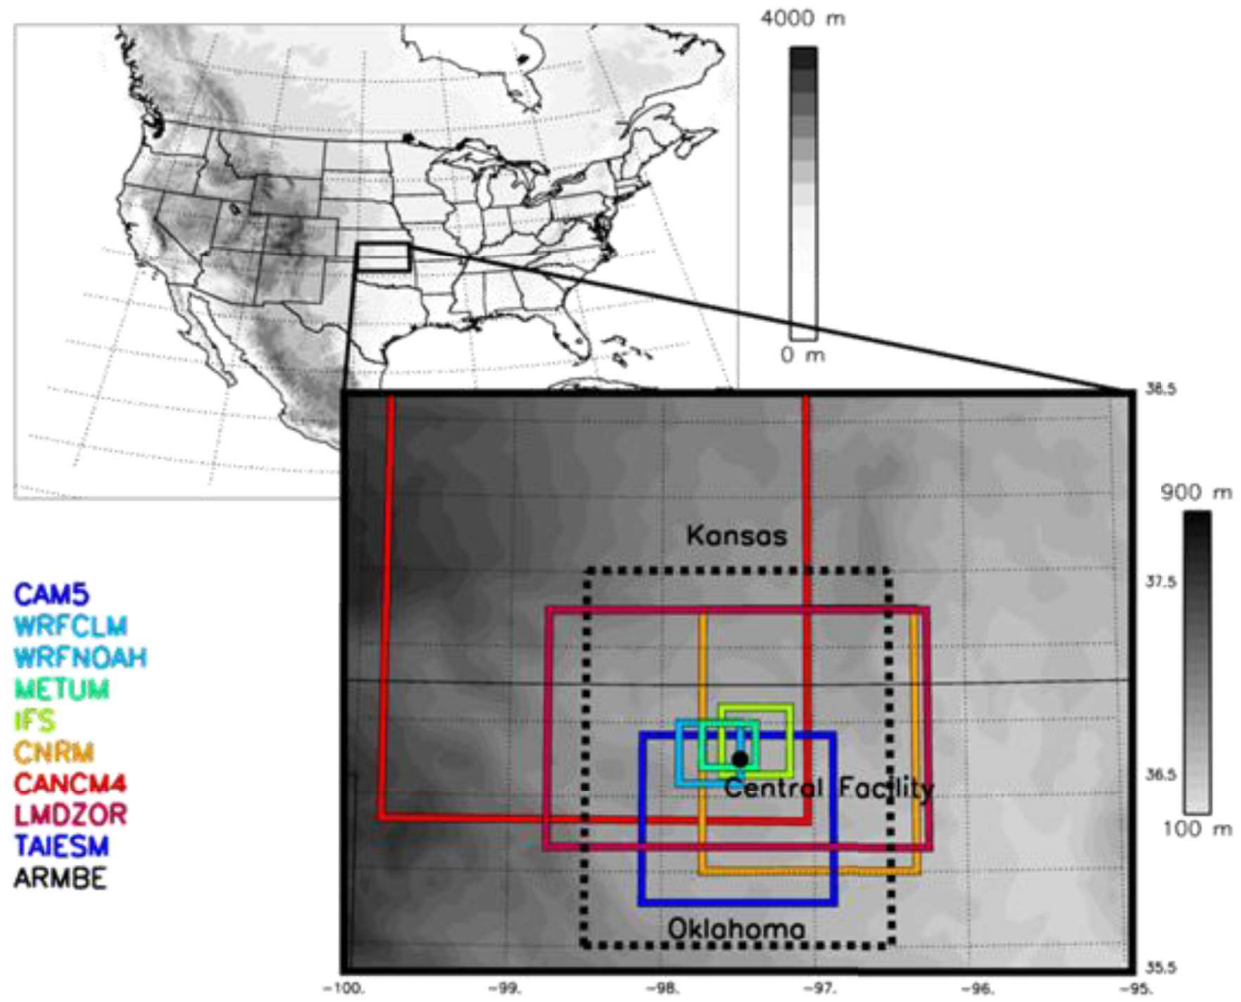 4000 m
0 m
38.5
900 m
Kansas
37.5
CAM5
WRFCLM
WRFNOAH
METUM
IFS
CNRM
CANCM4
LMDZOR
TAIESM
ARMBE
36.5
Central Facility
100 m
Oklahoma
35.5
-100.
-99.
-98.
-97.
-96.
-95.